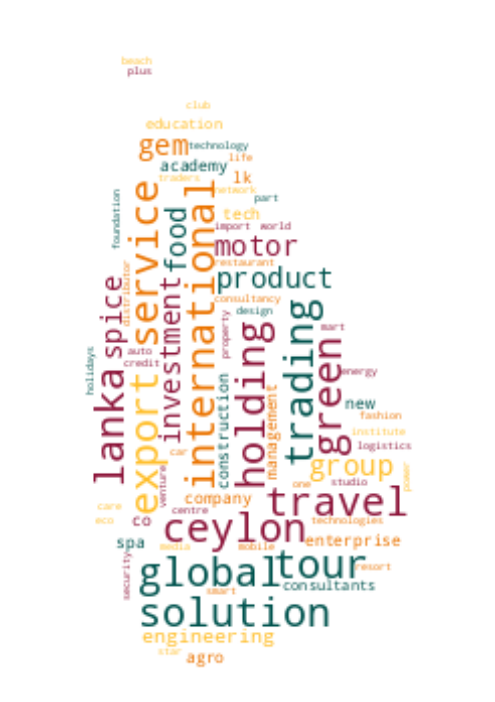 beach
plus
club
education
gem technology
academy life
traders lk
network
part
foundation
service
food
international
tech
import world
motor
restaurant
distributor
spice
product
consultancy
design
investment
property
holding
trading
mart
green
energy
holidays
auto
credit
lanka
export
construction
management
new
fashion
institute
logistics
car
group
power
venture
one studio
company
travel
care
centre
eco co
ceylon
technologies
spa
media mobile
enterprise
security
global
tour
resort
consultants
smart
solution
engineering
star
agro